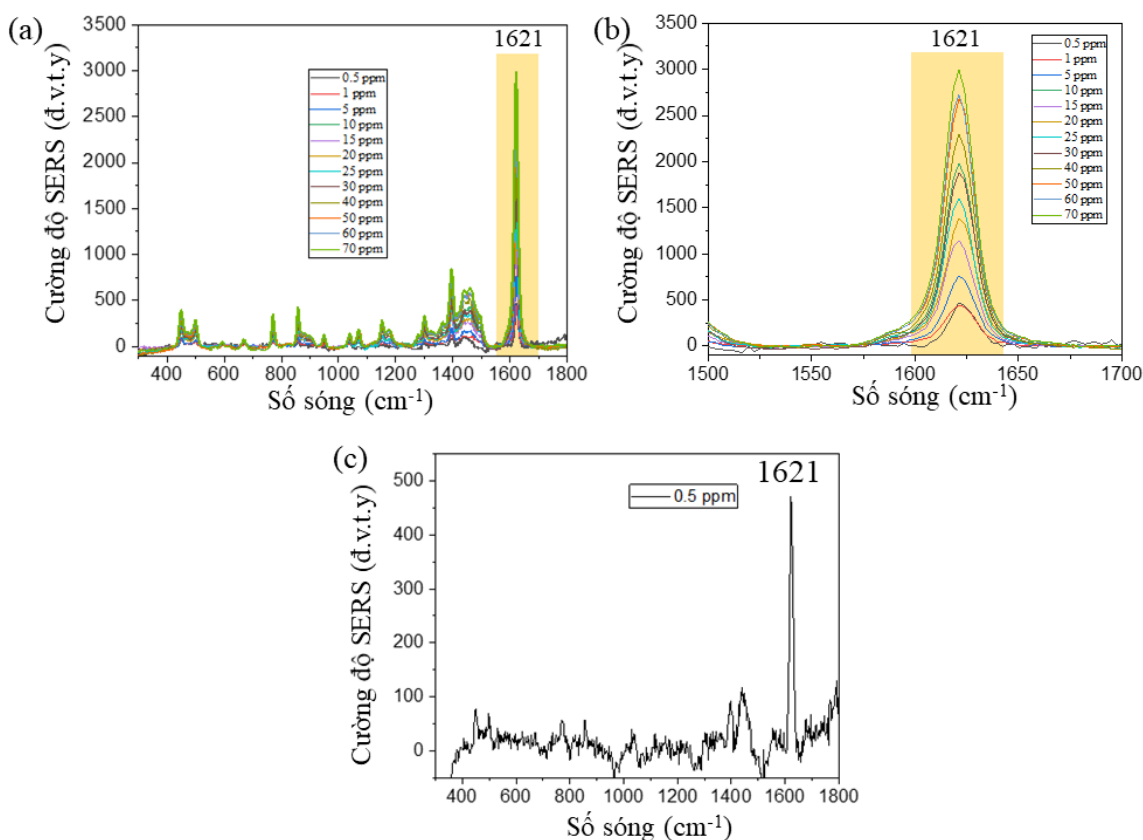 (a)
Cường độ SERS (đ.v.t.y)
3500
3000
2500
2000
1500
1000
500
0
1621
0.5 ppm
1 ppm
5 ppm
10 ppm
15 ppm
20 ppm
25 ppm
30 ppm
40 ppm
50 ppm
60 ppm
70 ppm
400 600 800 1000 1200 1400 1600 1800
Số sóng (cm-1)
(b)
Cường độ SERS (đ.v.t.y)
3500
3000
2500
2000
1500
1000
500
0
1621
0.5 ppm
1 ppm
5 ppm
10 ppm
15 ppm
20 ppm
25 ppm
30 ppm
40 ppm
50 ppm
60 ppm
70 ppm
1500 1550 1600 1650 1700
Số sóng (cm-1)
(c)
Cường độ SERS (đ.v.t.y)
500
400
300
200
100
0
1621
0.5 ppm
400 600 800 1000 1200 1400 1600 1800
Số sóng (cm-1)